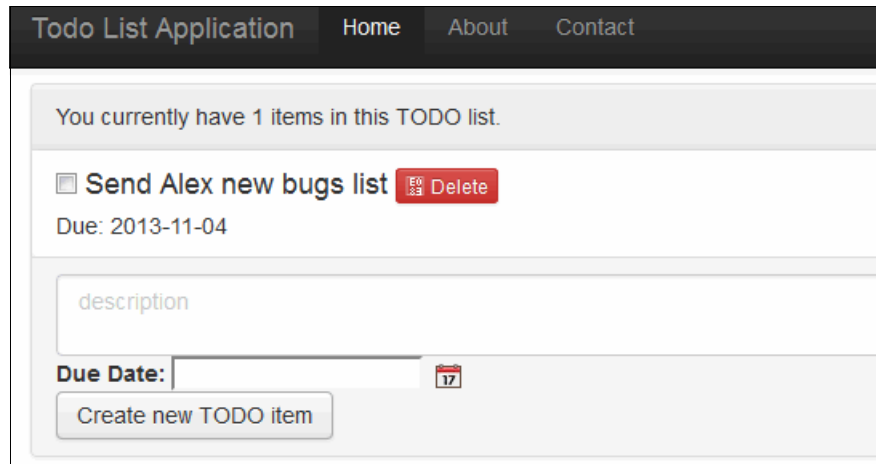 Todo List Application Home About Contact
You currently have 1 items in this TODO list.
Send Alex new bugs list Delete
Due: 2013-11-04
description
Due Date: 17
Create new TODO item